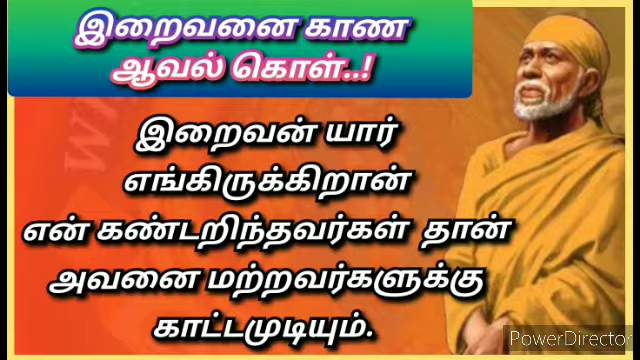 இறைவனை காண
ஆவல் கொள்..!
இறைவன் யார்
எங்கிருக்கிறான்
என் கண்டறிந்தவர்கள் தான்
அவனை மற்றவர்களுக்கு
காட்டமுடியும்.
PowerDirector